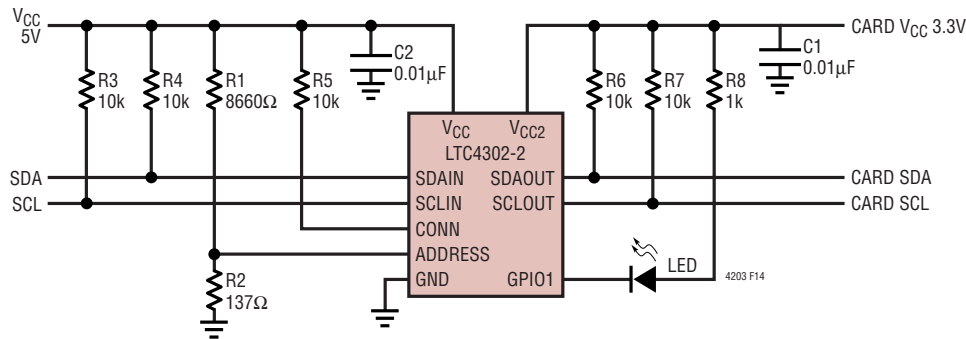 VCC
5V
CARD VCC 3.3V
R3
10k
R4
10k
R1
8660Ω
R5
10k
C2
0.01µF
R6
10k
R7
10k
R8
1k
C1
0.01µF
VCC VCC2
LTC4302-2
SDA
SDAIN SDAOUT
CARD SDA
SCL
SCLIN SCLOUT
CARD SCL
CONN
ADDRESS
GND GPIO1
LED
4203 F14
R2
137Ω